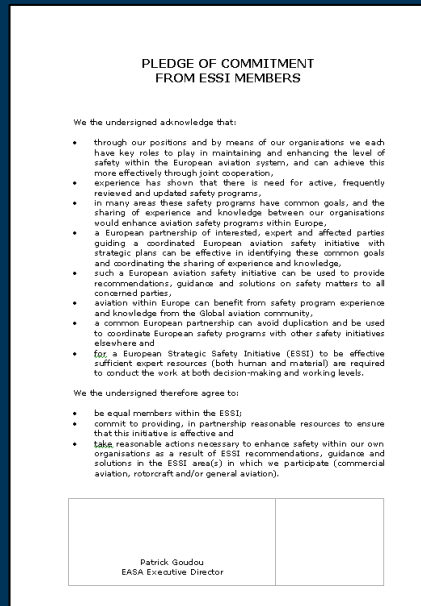 PLEDGE OF COMMITMENT
FROM ESSI MEMBERS
We the undersigned acknowledge that:
• through our positions and by means of our organisations we each
have key roles to play in maintaining and enhancing the level of
safety within the European aviation system, and can achieve this
more effectively through joint cooperation,
• experience has shown that there is need for active, frequently
reviewed and updated safety programs,
• in many areas these safety programs have common goals, and the
sharing of experience and knowledge between our organisations
would enhance aviation safety programs within Europe,
• a European partnership of interested, expert and affected parties
guiding a coordinated European aviation safety initiative with
strategic plans can be effective in identifying these common goals
and coordinating the sharing of experience and knowledge,
• such a European aviation safety initiative can be used to provide
recommendations, guidance and solutions on safety matters to all
concerned parties,
• aviation within Europe can benefit from safety program experience
and knowledge from the Global aviation community,
• a common European partnership can avoid duplication and be used
to coordinate European safety programs with other safety initiatives
elsewhere and
• for a European Strategic Safety Initiative (ESSI) to be effective
sufficient expert resources (both human and material) are required
to conduct the work at both decision-making and working levels.
We the undersigned therefore agree to:
• be equal members within the ESSI;
• commit to providing, in partnership reasonable resources to ensure
that this initiative is effective and
• take reasonable actions necessary to enhance safety within our own
organisations as a result of ESSI recommendations, guidance and
solutions in the ESSI area(s) in which we participate (commercial
aviation, rotorcraft and/or general aviation).
Patrick Goudou
EASA Executive Director